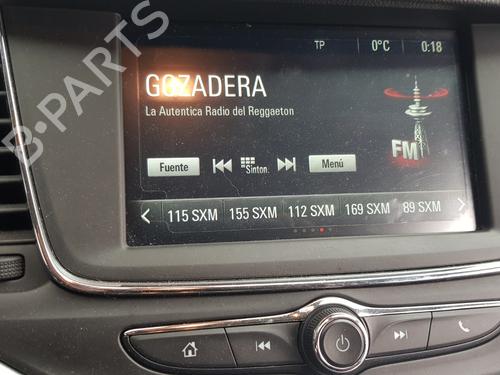 TP 0°C 0:18
GOZADERA
La Autentica Radio del Reggaeton
FM
Fuente Sinton. Menú
115 SXM 155 SXM 112 SXM 169 SXM 89 SXM
B-PARTS